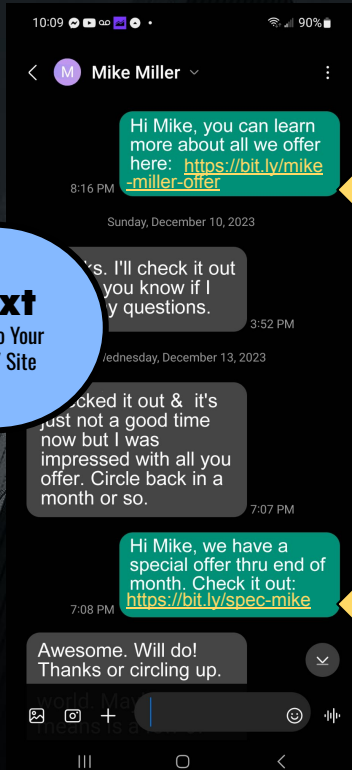 10:09
90%
M Mike Miller
Hi Mike, you can learn
more about all we offer
here: https://bit.ly/mike
-miller-offer
8:16 PM
Sunday, December 10, 2023
I'll check it out
you know if I
questions.
3:52 PM
December 13, 2023
it out & it's
just not a good time
now but I was
impressed with all you
offer. Circle back in a
month or so.
7:07 PM
Hi Mike, we have a
special offer thru end of
month. Check it out:
https://bit.ly/spec-mike
7:08 PM
Awesome. Will do!
Thanks or circling up.
world.
means is a
Your
Site